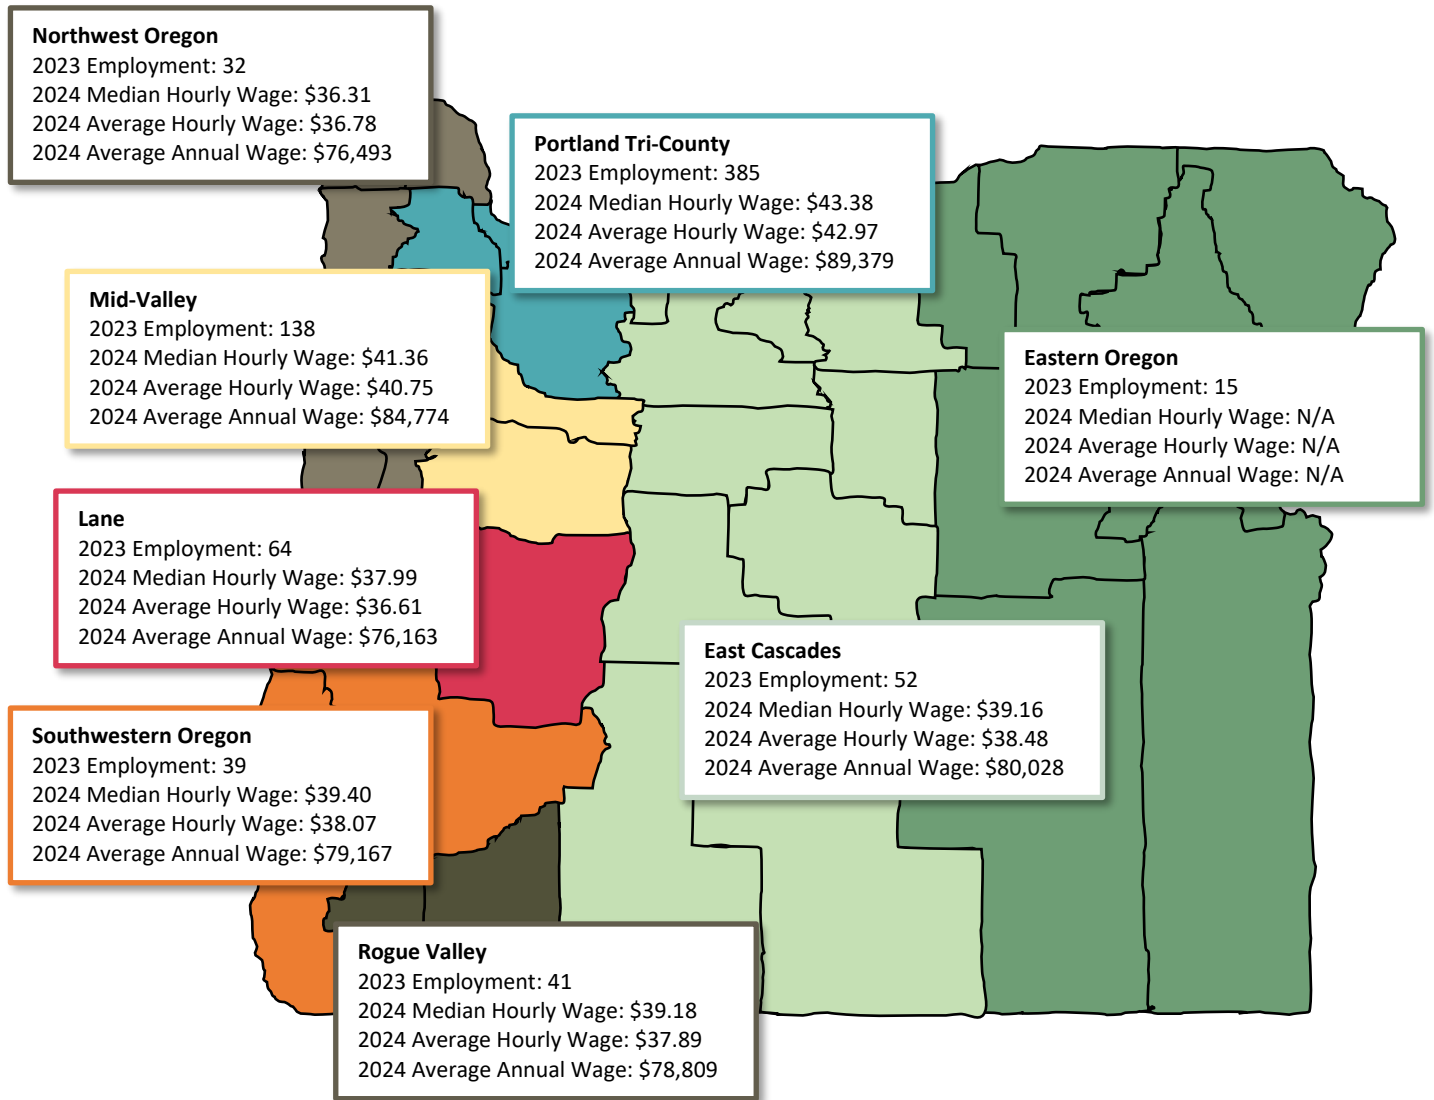 Northwest Oregon
2023 Employment: 32
2024 Median Hourly Wage: $36.31
2024 Average Hourly Wage: $36.78
2024 Average Annual Wage: $76,493
Portland Tri-County
2023 Employment: 385
2024 Median Hourly Wage: $43.38
2024 Average Hourly Wage: $42.97
2024 Average Annual Wage: $89,379
Mid-Valley
2023 Employment: 138
2024 Median Hourly Wage: $41.36
2024 Average Hourly Wage: $40.75
2024 Average Annual Wage: $84,774
Eastern Oregon
2023 Employment: 15
2024 Median Hourly Wage: N/A
2024 Average Hourly Wage: N/A
2024 Average Annual Wage: N/A
Lane
2023 Employment: 64
2024 Median Hourly Wage: $37.99
2024 Average Hourly Wage: $36.61
2024 Average Annual Wage: $76,163
East Cascades
2023 Employment: 52
2024 Median Hourly Wage: $39.16
2024 Average Hourly Wage: $38.48
2024 Average Annual Wage: $80,028
Southwestern Oregon
2023 Employment: 39
2024 Median Hourly Wage: $39.40
2024 Average Hourly Wage: $38.07
2024 Average Annual Wage: $79,167
Rogue Valley
2023 Employment: 41
2024 Median Hourly Wage: $39.18
2024 Average Hourly Wage: $37.89
2024 Average Annual Wage: $78,809